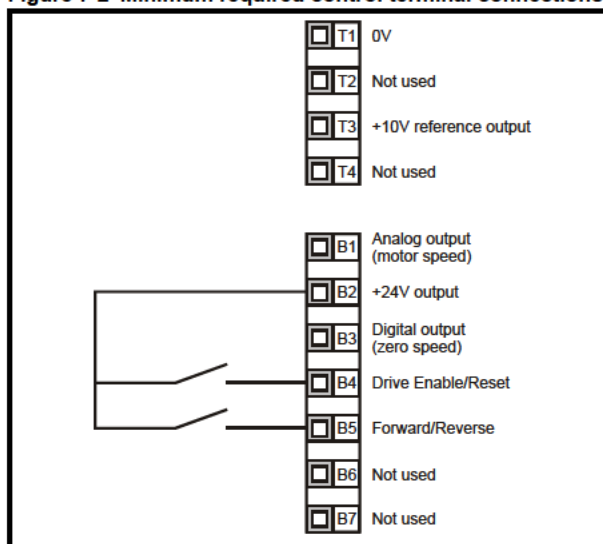 Figure 7-2 Minimum required control terminal connections
T1 0V
T2 Not used
T3 +10V reference output
T4 Not used
B1 Analog output
(motor speed)
B2 +24V output
B3 Digital output
(zero speed)
B4 Drive Enable/Reset
B5 Forward/Reverse
B6 Not used
B7 Not used